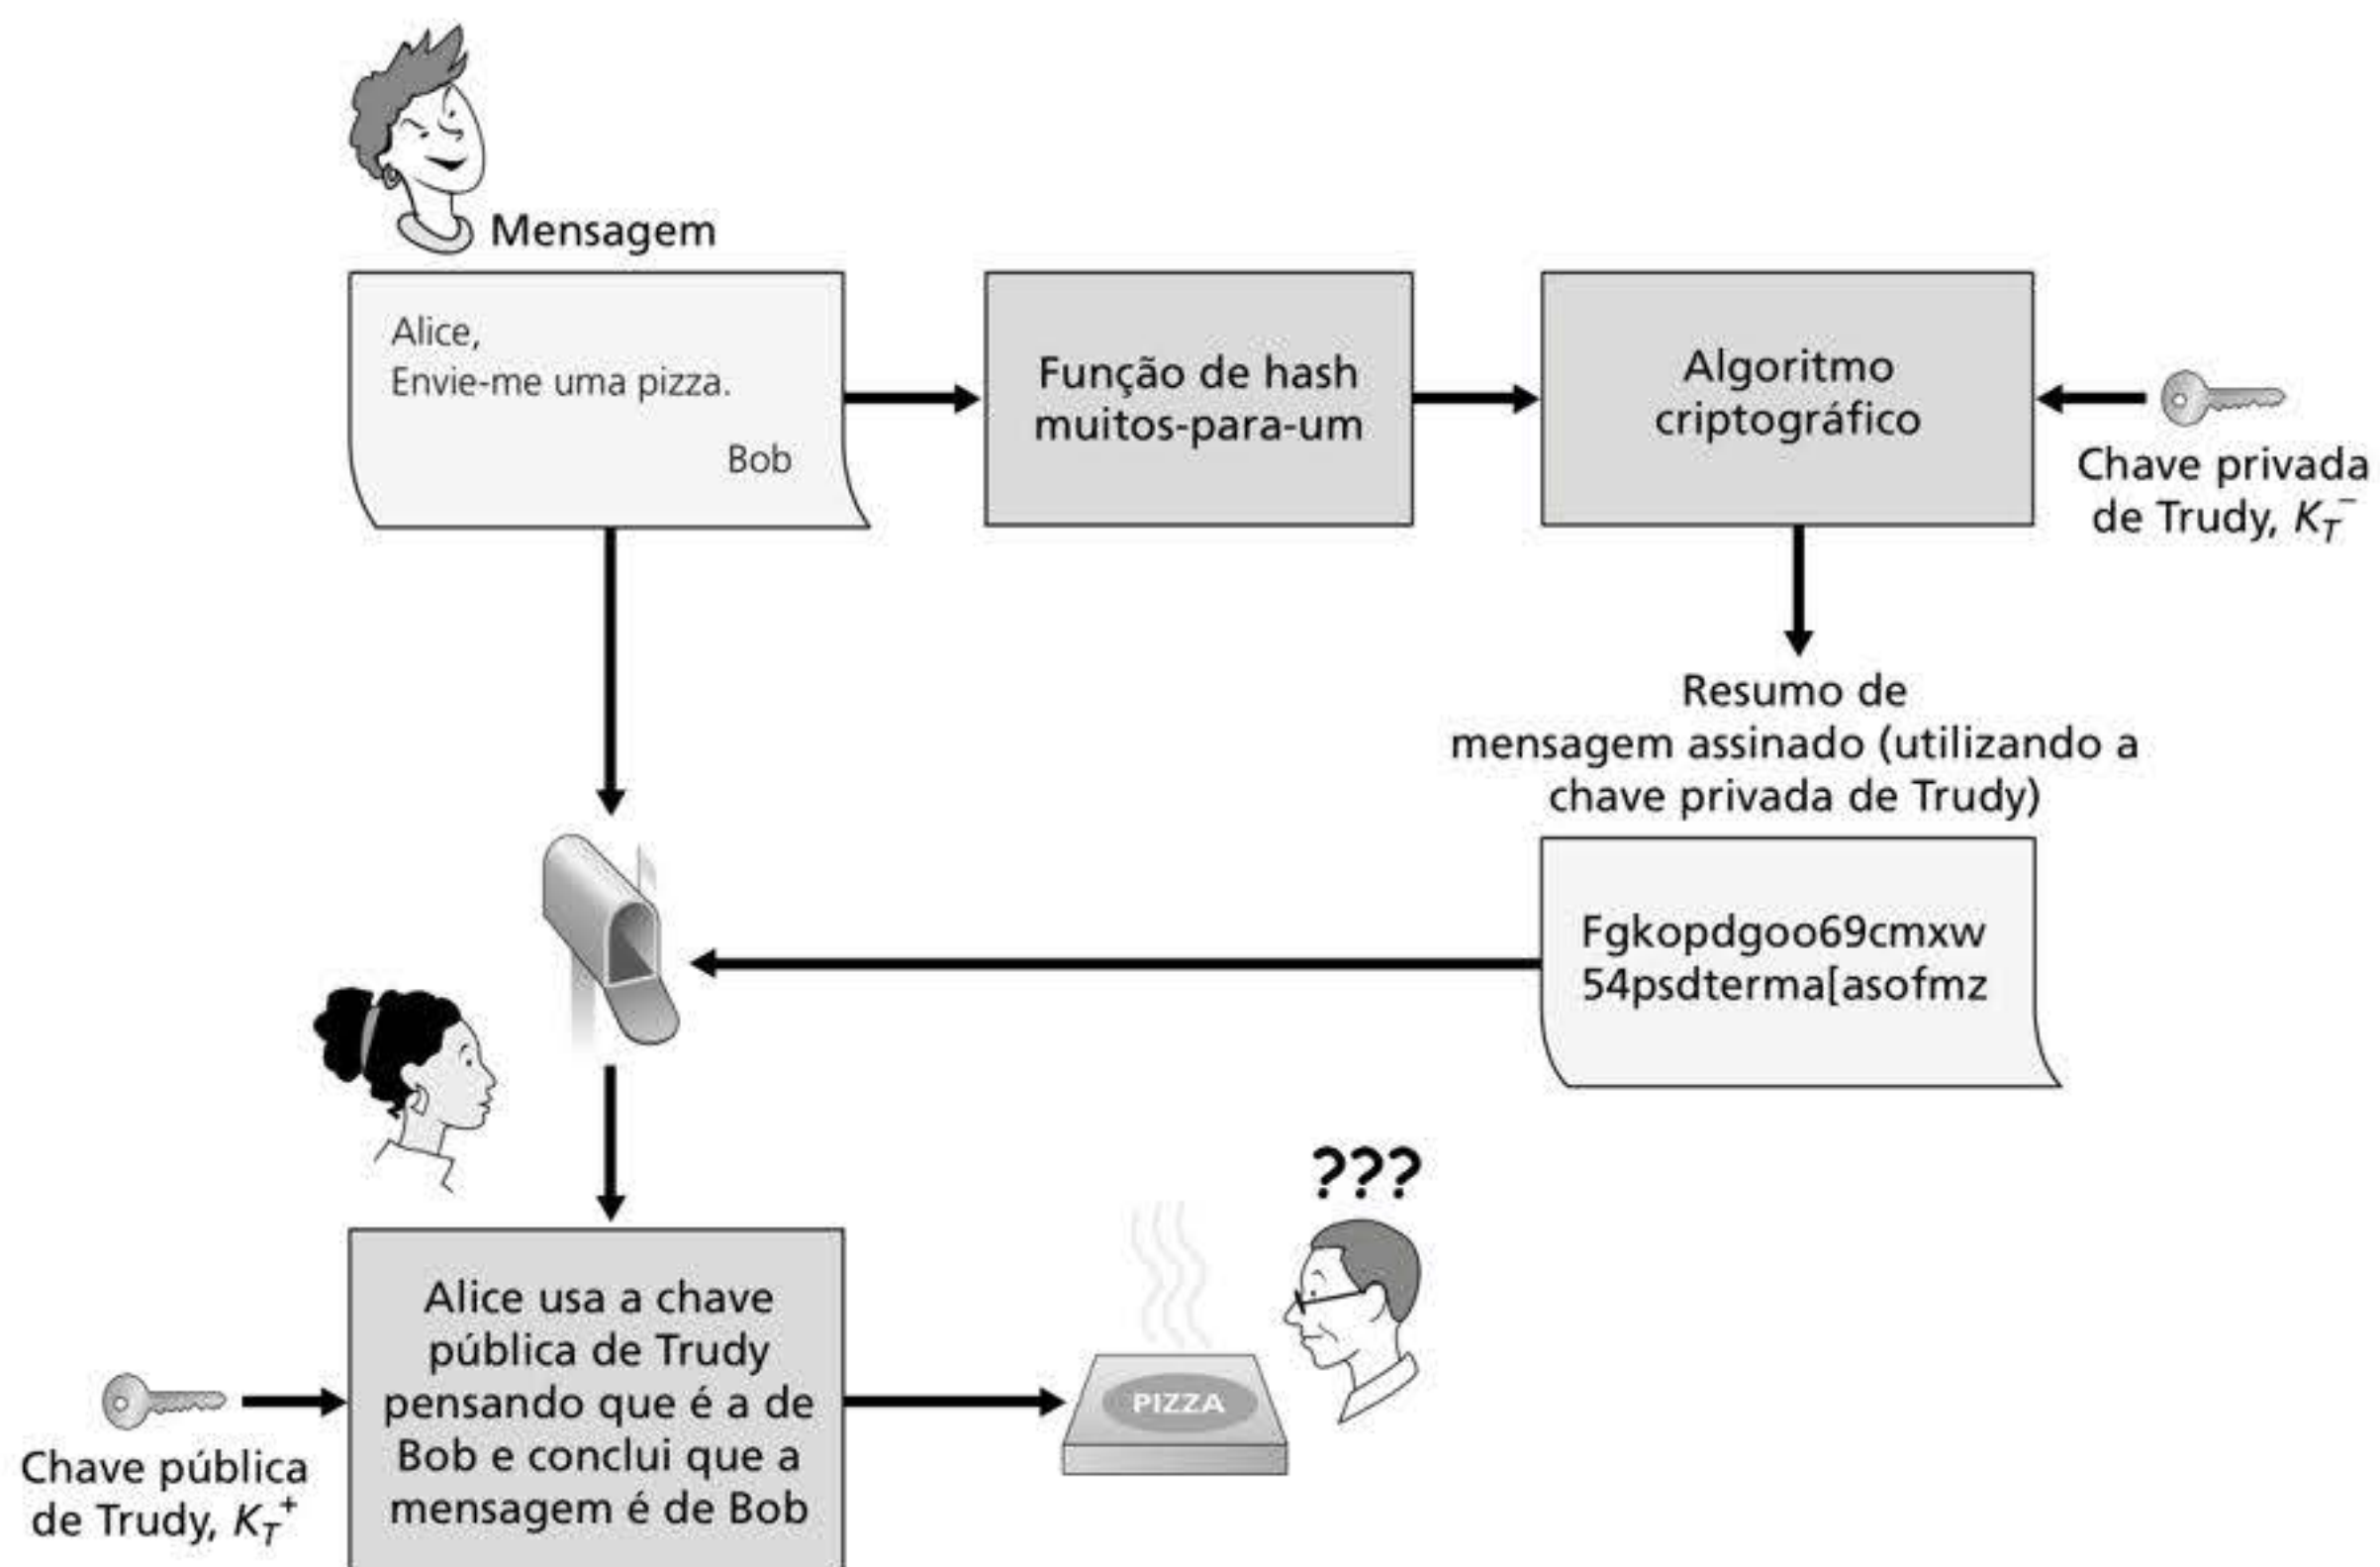 Mensagem
Alice,
Envie-me uma pizza.
Bob
Função de hash
muitos-para-um
Algoritmo
criptográfico
Chave privada
de Trudy, K_T^-
Resumo de
mensagem assinado (utilizando a
chave privada de Trudy)
Fgkopdgoo69cmxw
54psdterma[asofmz
???
PIZZA
Alice usa a chave
pública de Trudy
pensando que é a de
Bob e conclui que a
mensagem é de Bob
Chave pública
de Trudy, K_T^+